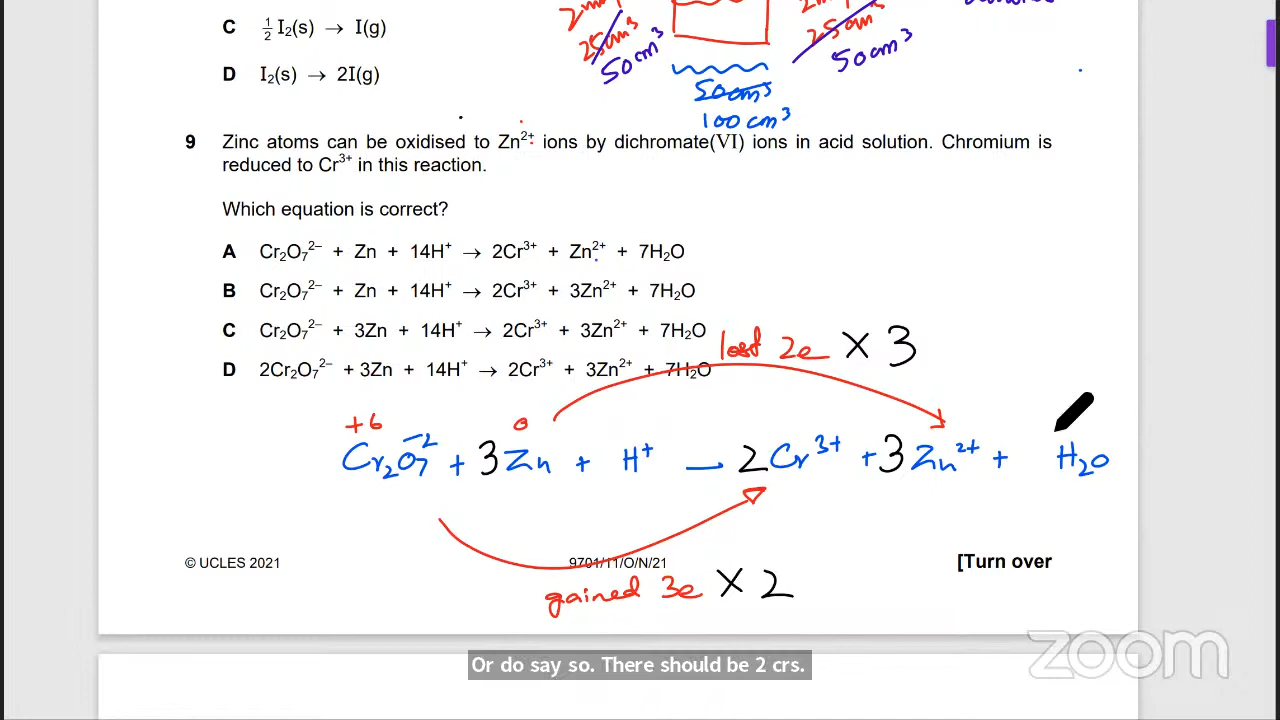 C ½ I₂(s) → I(g)
D I₂(s) → 2I(g)
25cm³
50cm³
25cm³
50cm³
50cm³
100cm³
9 Zinc atoms can be oxidised to Zn²⁺ ions by dichromate(VI) ions in acid solution. Chromium is
reduced to Cr³⁺ in this reaction.
Which equation is correct?
A Cr₂O₇²⁻ + Zn + 14H⁺ → 2Cr³⁺ + Zn²⁺ + 7H₂O
B Cr₂O₇²⁻ + Zn + 14H⁺ → 2Cr³⁺ + 3Zn²⁺ + 7H₂O
C Cr₂O₇²⁻ + 3Zn + 14H⁺ → 2Cr³⁺ + 3Zn²⁺ + 7H₂O
D 2Cr₂O₇²⁻ + 3Zn + 14H⁺ → 2Cr³⁺ + 3Zn²⁺ + 7H₂O
lost 2e × 3
+6 0
Cr₂O₇⁻² + 3Zn + H⁺ → 2Cr³⁺ + 3Zn²⁺ + H₂O
© UCLES 2021 9701/11/O/N/21 [Turn over
gained 3e × 2
zoom
Or do say so. There should be 2 crs.